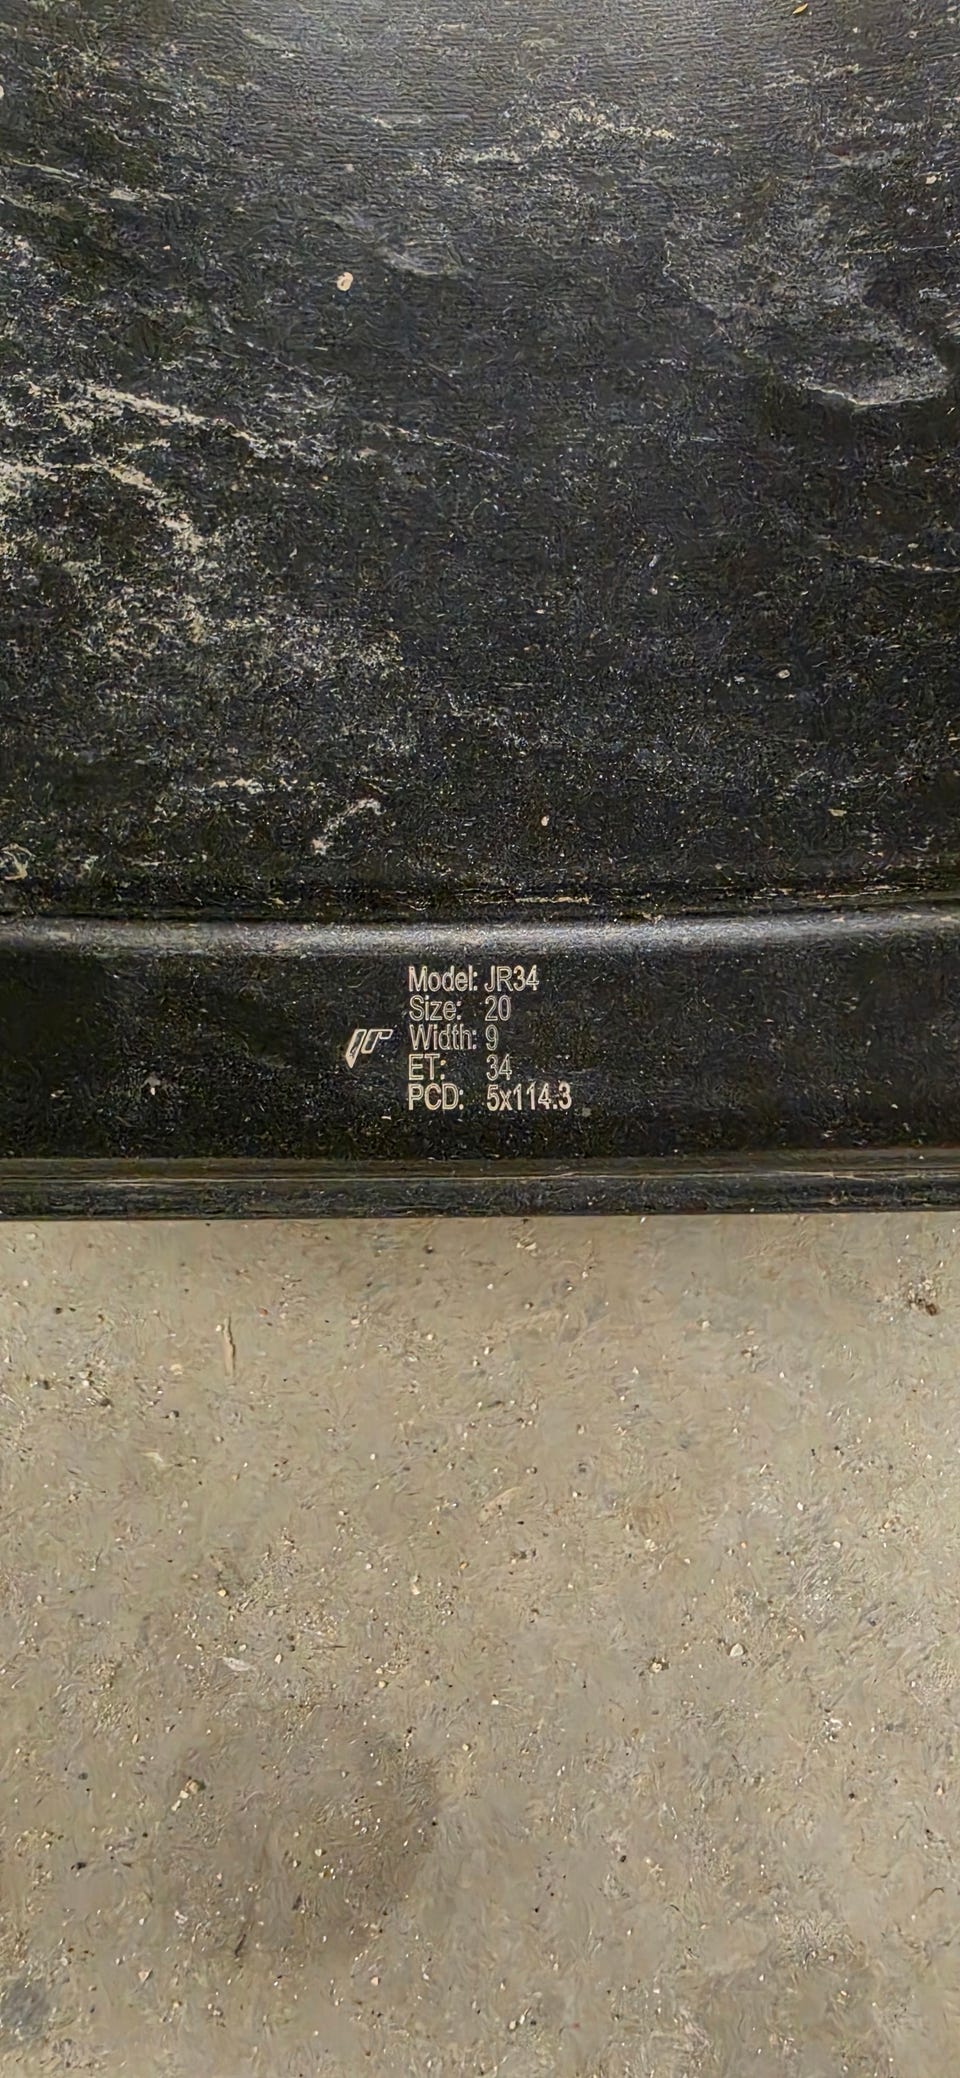 Model: JR34
Size: 20
Width: 9
ET: 34
PCD: 5x114.3